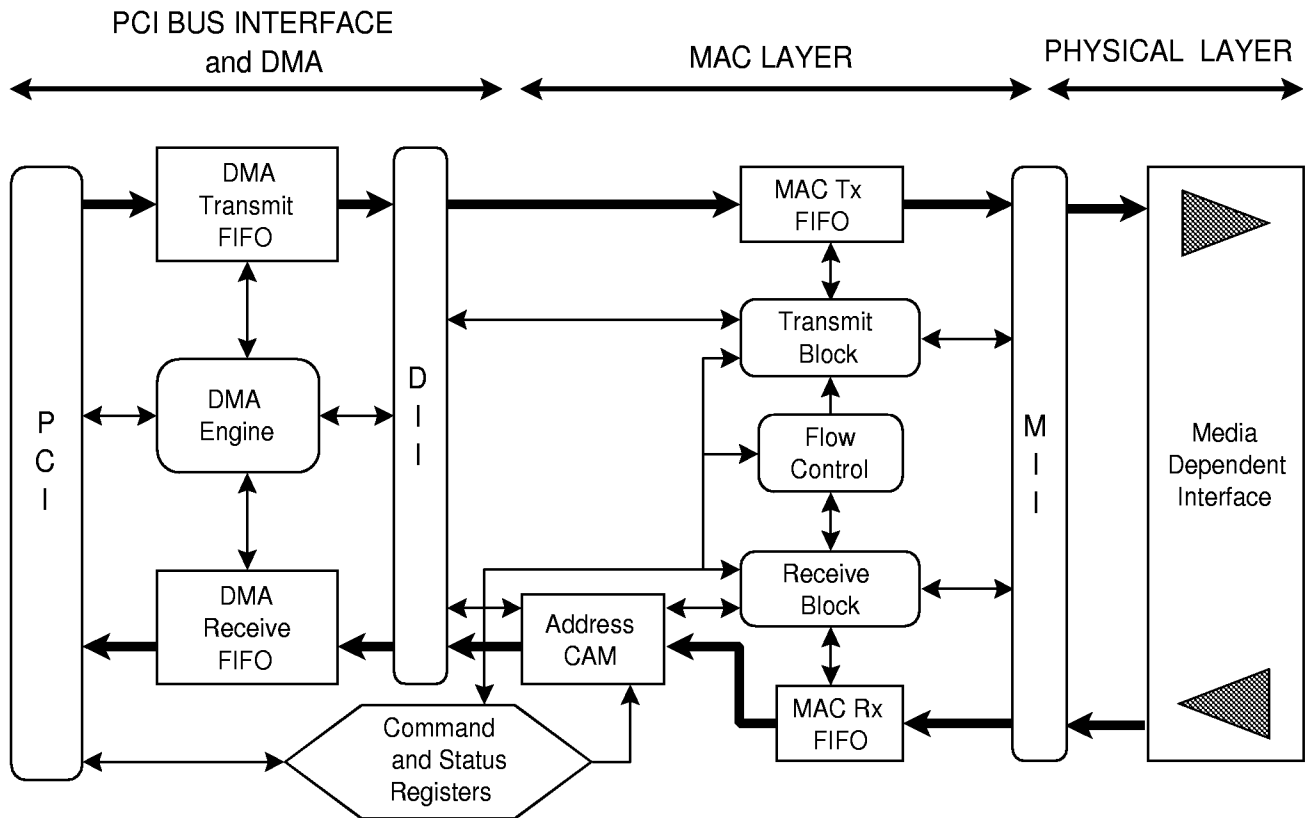 PCI BUS INTERFACE
and DMA
MAC LAYER
PHYSICAL LAYER
DMA
Transmit
FIFO
MAC Tx
FIFO
Transmit
Block
P
C
I
DMA
Engine
D
I
I
Flow
Control
M
I
I
Media
Dependent
Interface
DMA
Receive
FIFO
Address
CAM
Receive
Block
MAC Rx
FIFO
Command
and Status
Registers